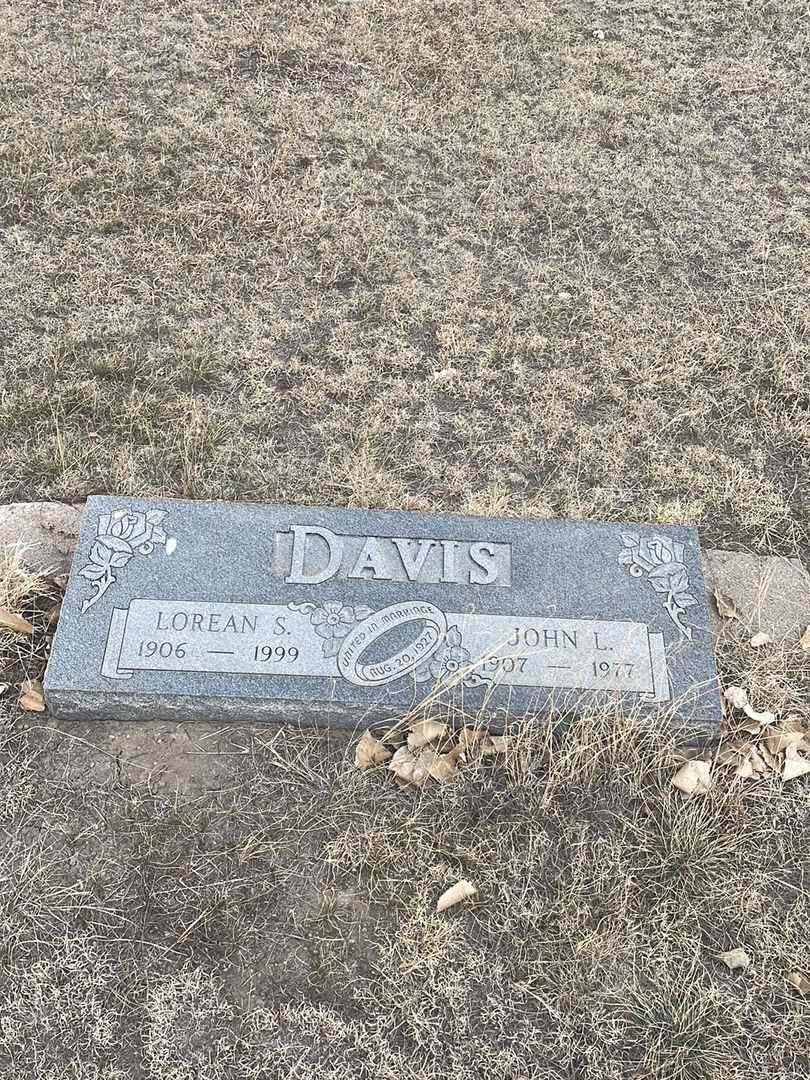 DAVIS
LOREAN S.
1906 — 1999
UNITED IN MARRIAGE
AUG. 20, 1927
JOHN L.
1907 — 1977